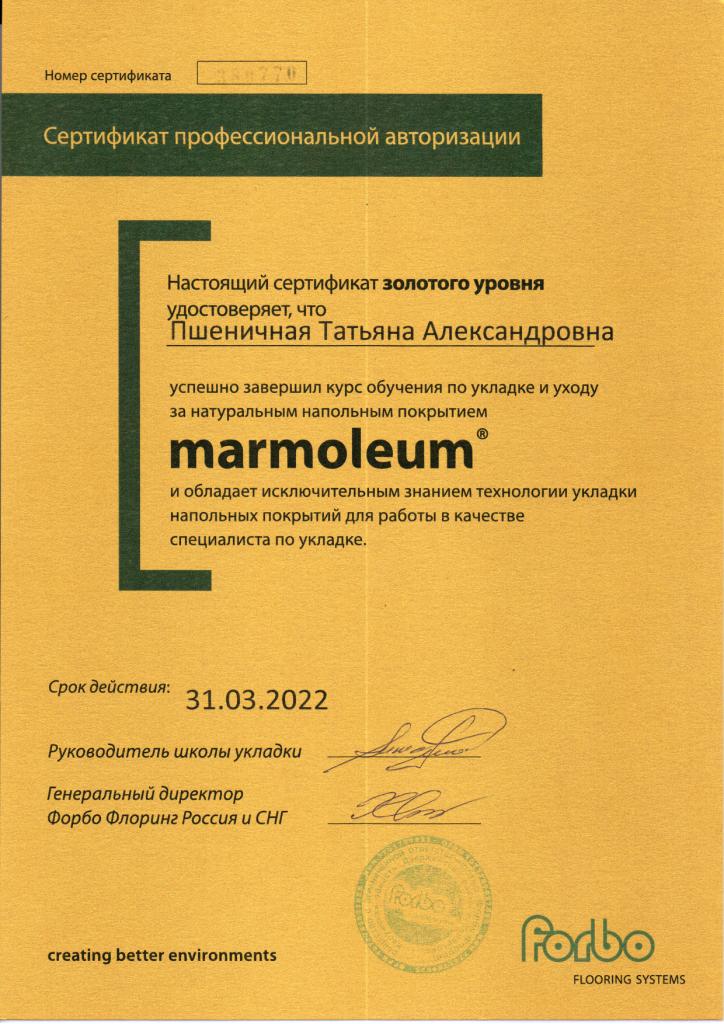 Номер сертификата
Сертификат профессиональной авторизации
Настоящий сертификат золотого уровня
удостоверяет, что
Пшеничная Татьяна Александровна
успешно завершил курс обучения по укладке и уходу
за натуральным напольным покрытием
marmoleum®
и обладает исключительным знанием технологии укладки
напольных покрытий для работы в качестве
специалиста по укладке.
Срок действия: 31.03.2022
Руководитель школы укладки
Генеральный директор
Форбо Флоринг Россия и СНГ
forbo
creating better environments
forbo
FLOORING SYSTEMS